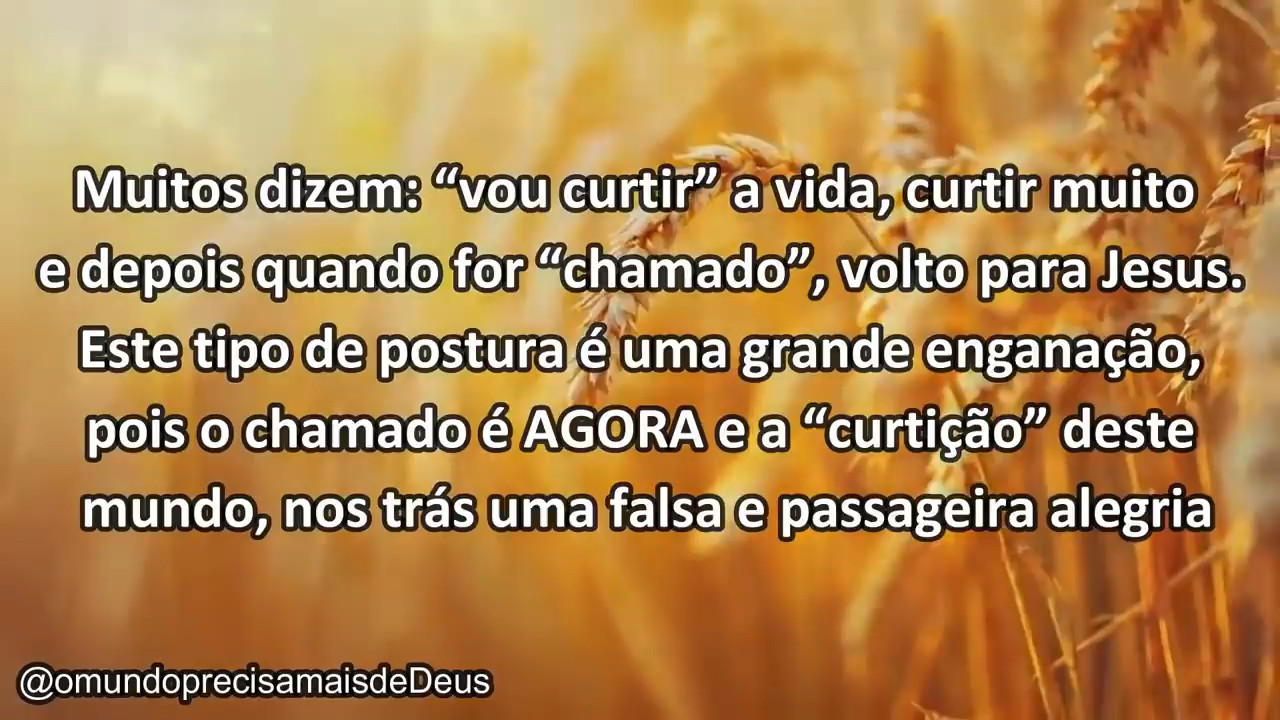 Muitos dizem: “vou curtir” a vida, curtir muito
e depois quando for “chamado”, volto para Jesus.
Este tipo de postura é uma grande enganação,
pois o chamado é AGORA e a “curtição” deste
mundo, nos trás uma falsa e passageira alegria
@omundoprecisamaisdeDeus